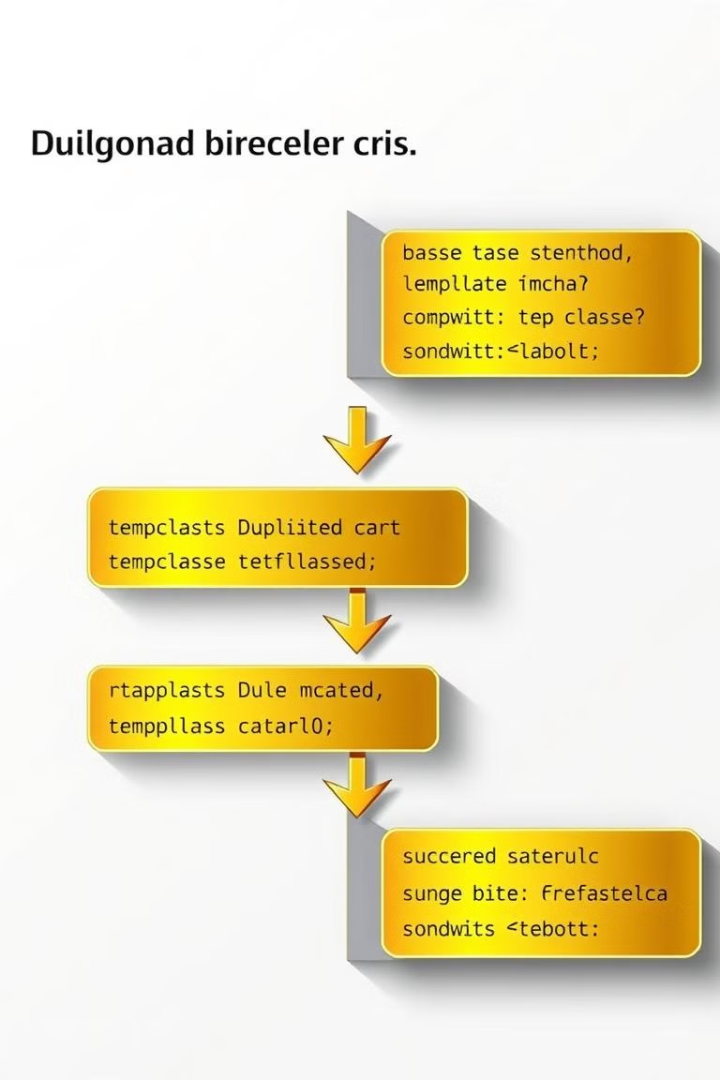 Duilgonad bireceler cris.
basse tase stenthod,
lempllate imcha?
compwitt: tep classe?
sondwitt:<labolt;
tempclasts Dupliited cart
tempclasse tetfllassed;
rtapplasts Dule mcated,
temppllass catarl0;
succered saterulc
sunge bite: frefastelca
sondwits <tebott: